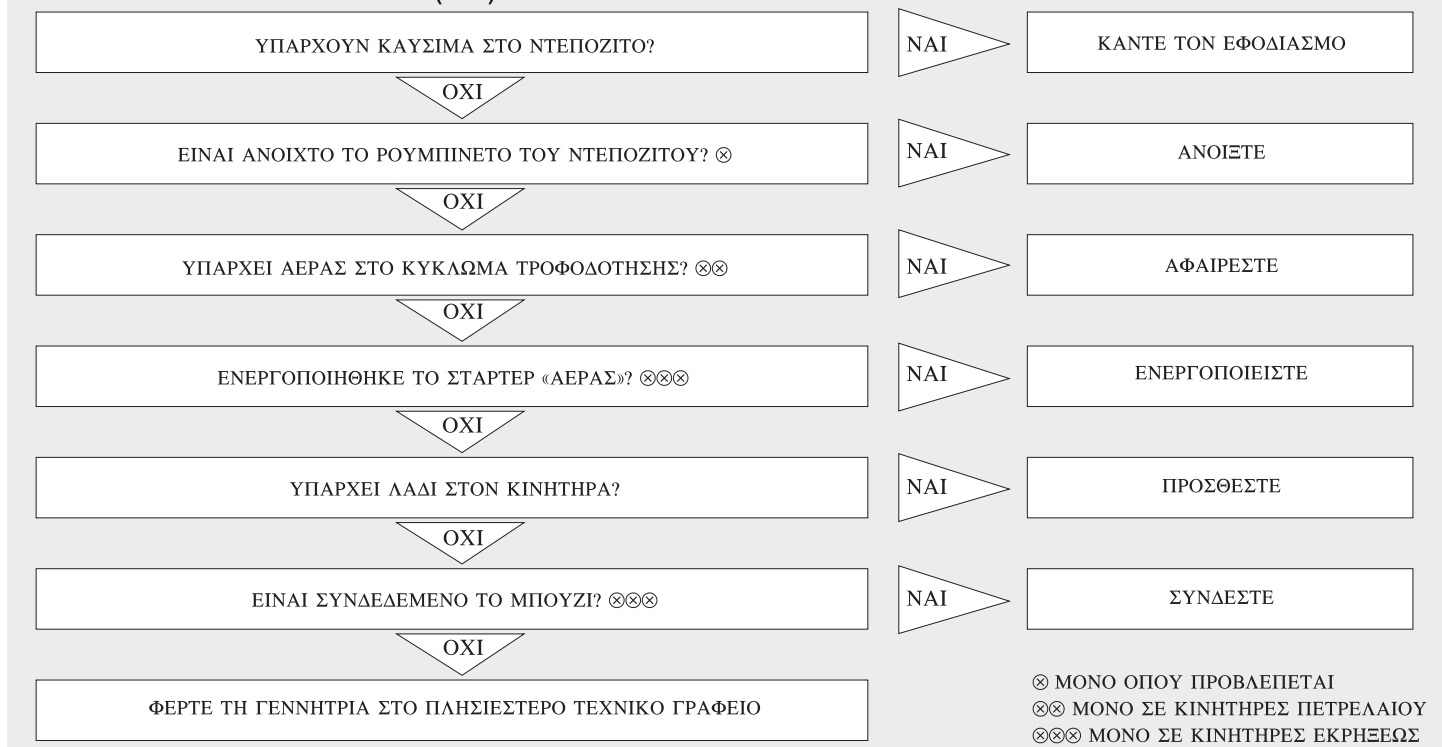 ΥΠΑΡΧΟΥΝ ΚΑΥΣΙΜΑ ΣΤΟ ΝΤΕΠΟΖΙΤΟ?
ΝΑΙ
ΚΑΝΤΕ ΤΟΝ ΕΦΟΔΙΑΣΜΟ
ΟΧΙ
ΕΙΝΑΙ ΑΝΟΙΧΤΟ ΤΟ ΡΟΥΜΠΙΝΕΤΟ ΤΟΥ ΝΤΕΠΟΖΙΤΟΥ? ⊗
ΝΑΙ
ΑΝΟΙΞΤΕ
ΟΧΙ
ΥΠΑΡΧΕΙ ΑΕΡΑΣ ΣΤΟ ΚΥΚΛΩΜΑ ΤΡΟΦΟΔΟΤΗΣΗΣ? ⊗⊗
ΝΑΙ
ΑΦΑΙΡΕΣΤΕ
ΟΧΙ
ΕΝΕΡΓΟΠΟΙΗΘΗΚΕ ΤΟ ΣΤΑΡΤΕΡ «ΑΕΡΑΣ»? ⊗⊗⊗
ΝΑΙ
ΕΝΕΡΓΟΠΟΙΕΙΣΤΕ
ΟΧΙ
ΥΠΑΡΧΕΙ ΛΑΔΙ ΣΤΟΝ ΚΙΝΗΤΗΡΑ?
ΝΑΙ
ΠΡΟΣΘΕΣΤΕ
ΟΧΙ
ΕΙΝΑΙ ΣΥΝΔΕΔΕΜΕΝΟ ΤΟ ΜΠΟΥΖΙ? ⊗⊗⊗
ΝΑΙ
ΣΥΝΔΕΣΤΕ
ΟΧΙ
ΦΕΡΤΕ ΤΗ ΓΕΝΝΗΤΡΙΑ ΣΤΟ ΠΛΗΣΙΕΣΤΕΡΟ ΤΕΧΝΙΚΟ ΓΡΑΦΕΙΟ
⊗ ΜΟΝΟ ΟΠΟΥ ΠΡΟΒΛΕΠΕΤΑΙ
⊗⊗ ΜΟΝΟ ΣΕ ΚΙΝΗΤΗΡΕΣ ΠΕΤΡΕΛΑΙΟΥ
⊗⊗⊗ ΜΟΝΟ ΣΕ ΚΙΝΗΤΗΡΕΣ ΕΚΡΗΞΕΩΣ